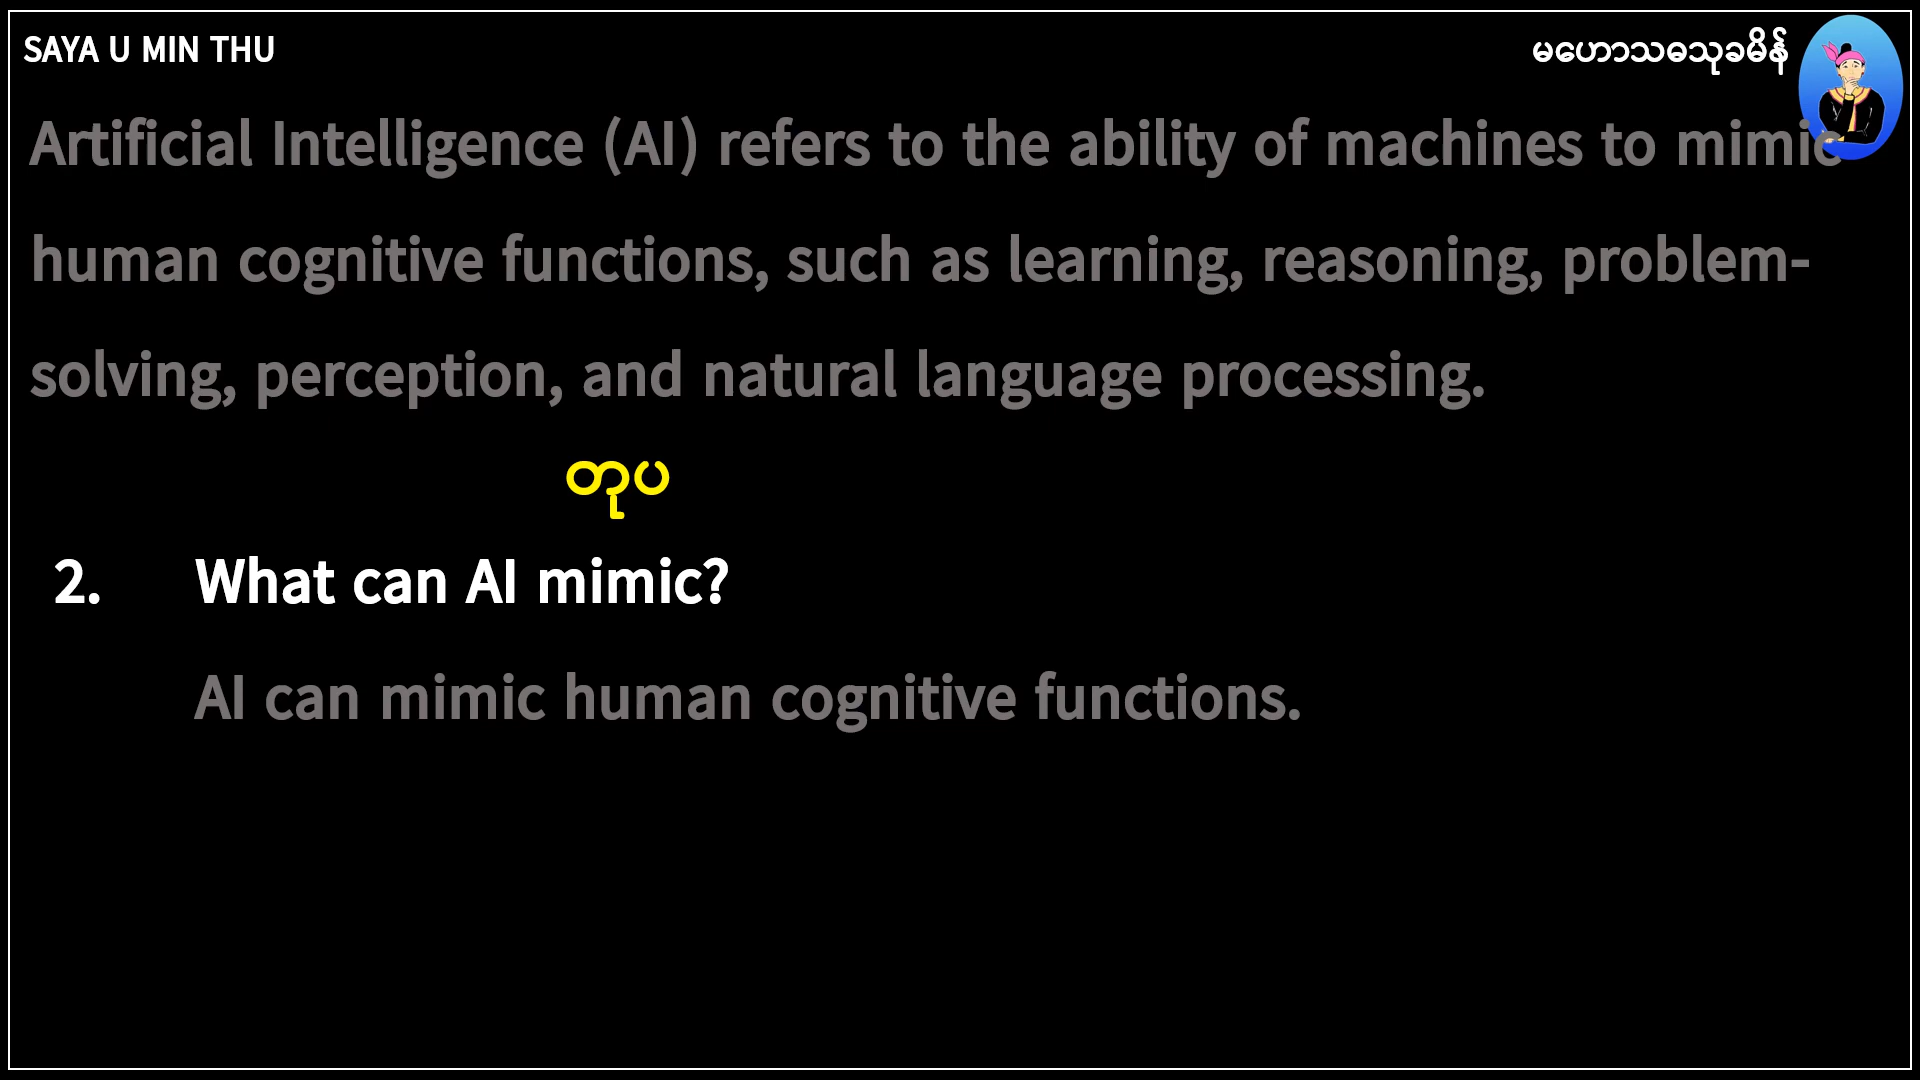 SAYA U MIN THU
မဟောသဓသုခမိန်
Artificial Intelligence (AI) refers to the ability of machines to mimic
human cognitive functions, such as learning, reasoning, problem-
solving, perception, and natural language processing.
တုပ
2. What can AI mimic?
AI can mimic human cognitive functions.